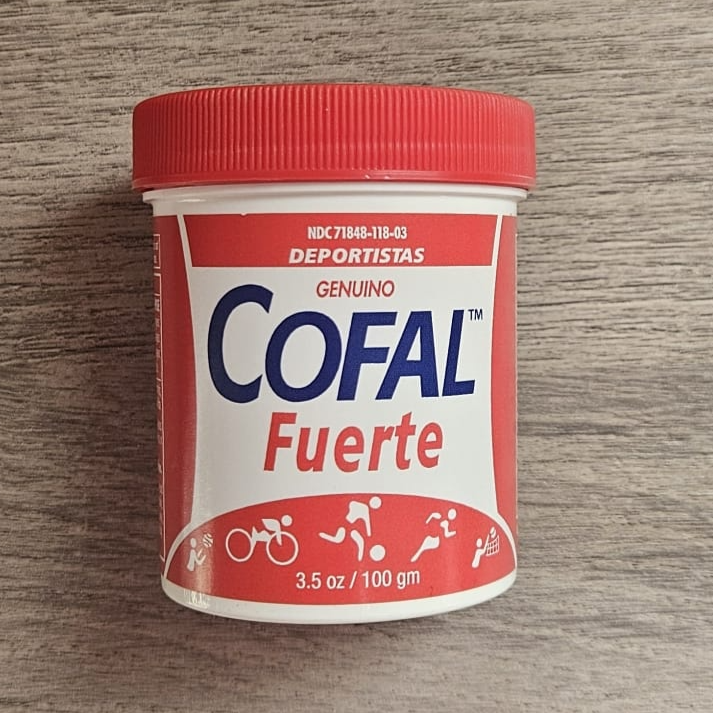 NDC 71848-118-03
DEPORTISTAS
GENUINO
COFAL™
Fuerte
3.5 oz / 100 gm